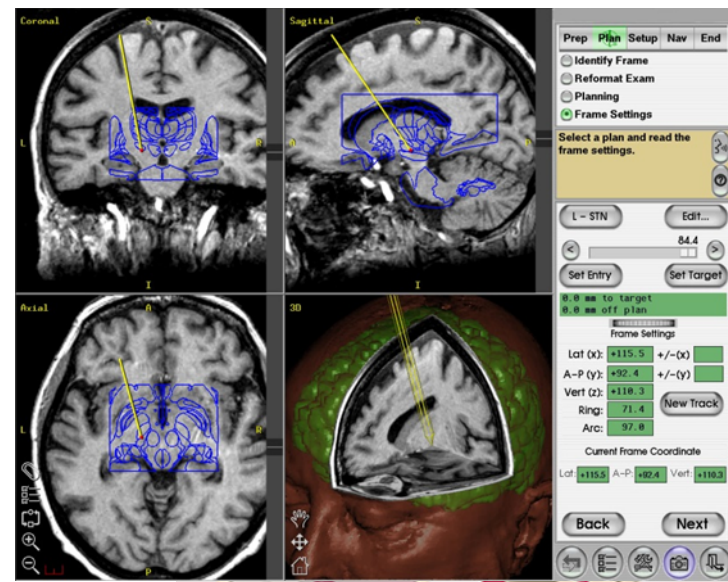 Coronal
S
L
R
I
Sagittal
A
I
Axial
A
L
R
P
3D
Prep Plan Setup Nav End
Identify Frame
Reformat Exam
Planning
Frame Settings
Select a plan and read the
frame settings.
L - STN Edit...
84.4
< >
Set Entry Set Target
0.0 mm to target
0.0 mm off plan
Frame Settings
Lat (x): +115.5 +/-(x)
A-P (y): +92.4 +/-(y)
Vert (z): +110.3
New Track
Ring: 71.4
Arc: 97.0
Current Frame Coordinate
Lat: +115.5 A-P: +92.4 Vert: +110.3
Back Next